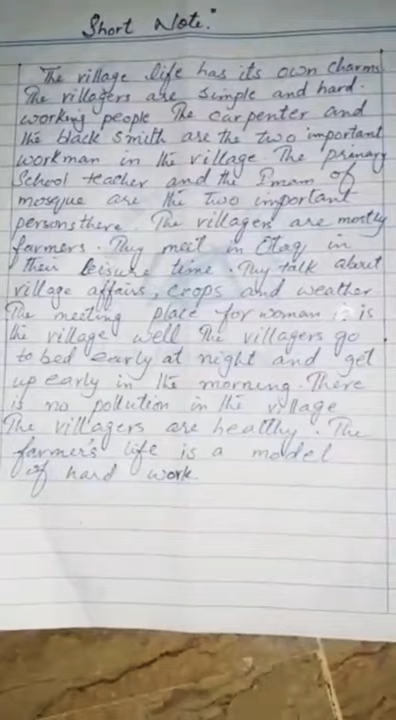 Short Note:
The village life has its own charms
The villagers are simple and hard-
working people The carpenter and
the black smith are the two important
workman in the village. The primary
School teacher and the Imam of
mosque are the two important
persons there. The villagers are mostly
farmers. They meet in Otaq in
their leisure time. They talk about
village affairs, crops and weather
The meeting place for woman is
the village well The villagers go
to bed early at night and get
up early in the morning. There
is no pollution in the village
The villagers are healthy. The
farmer's life is a model
of hard work